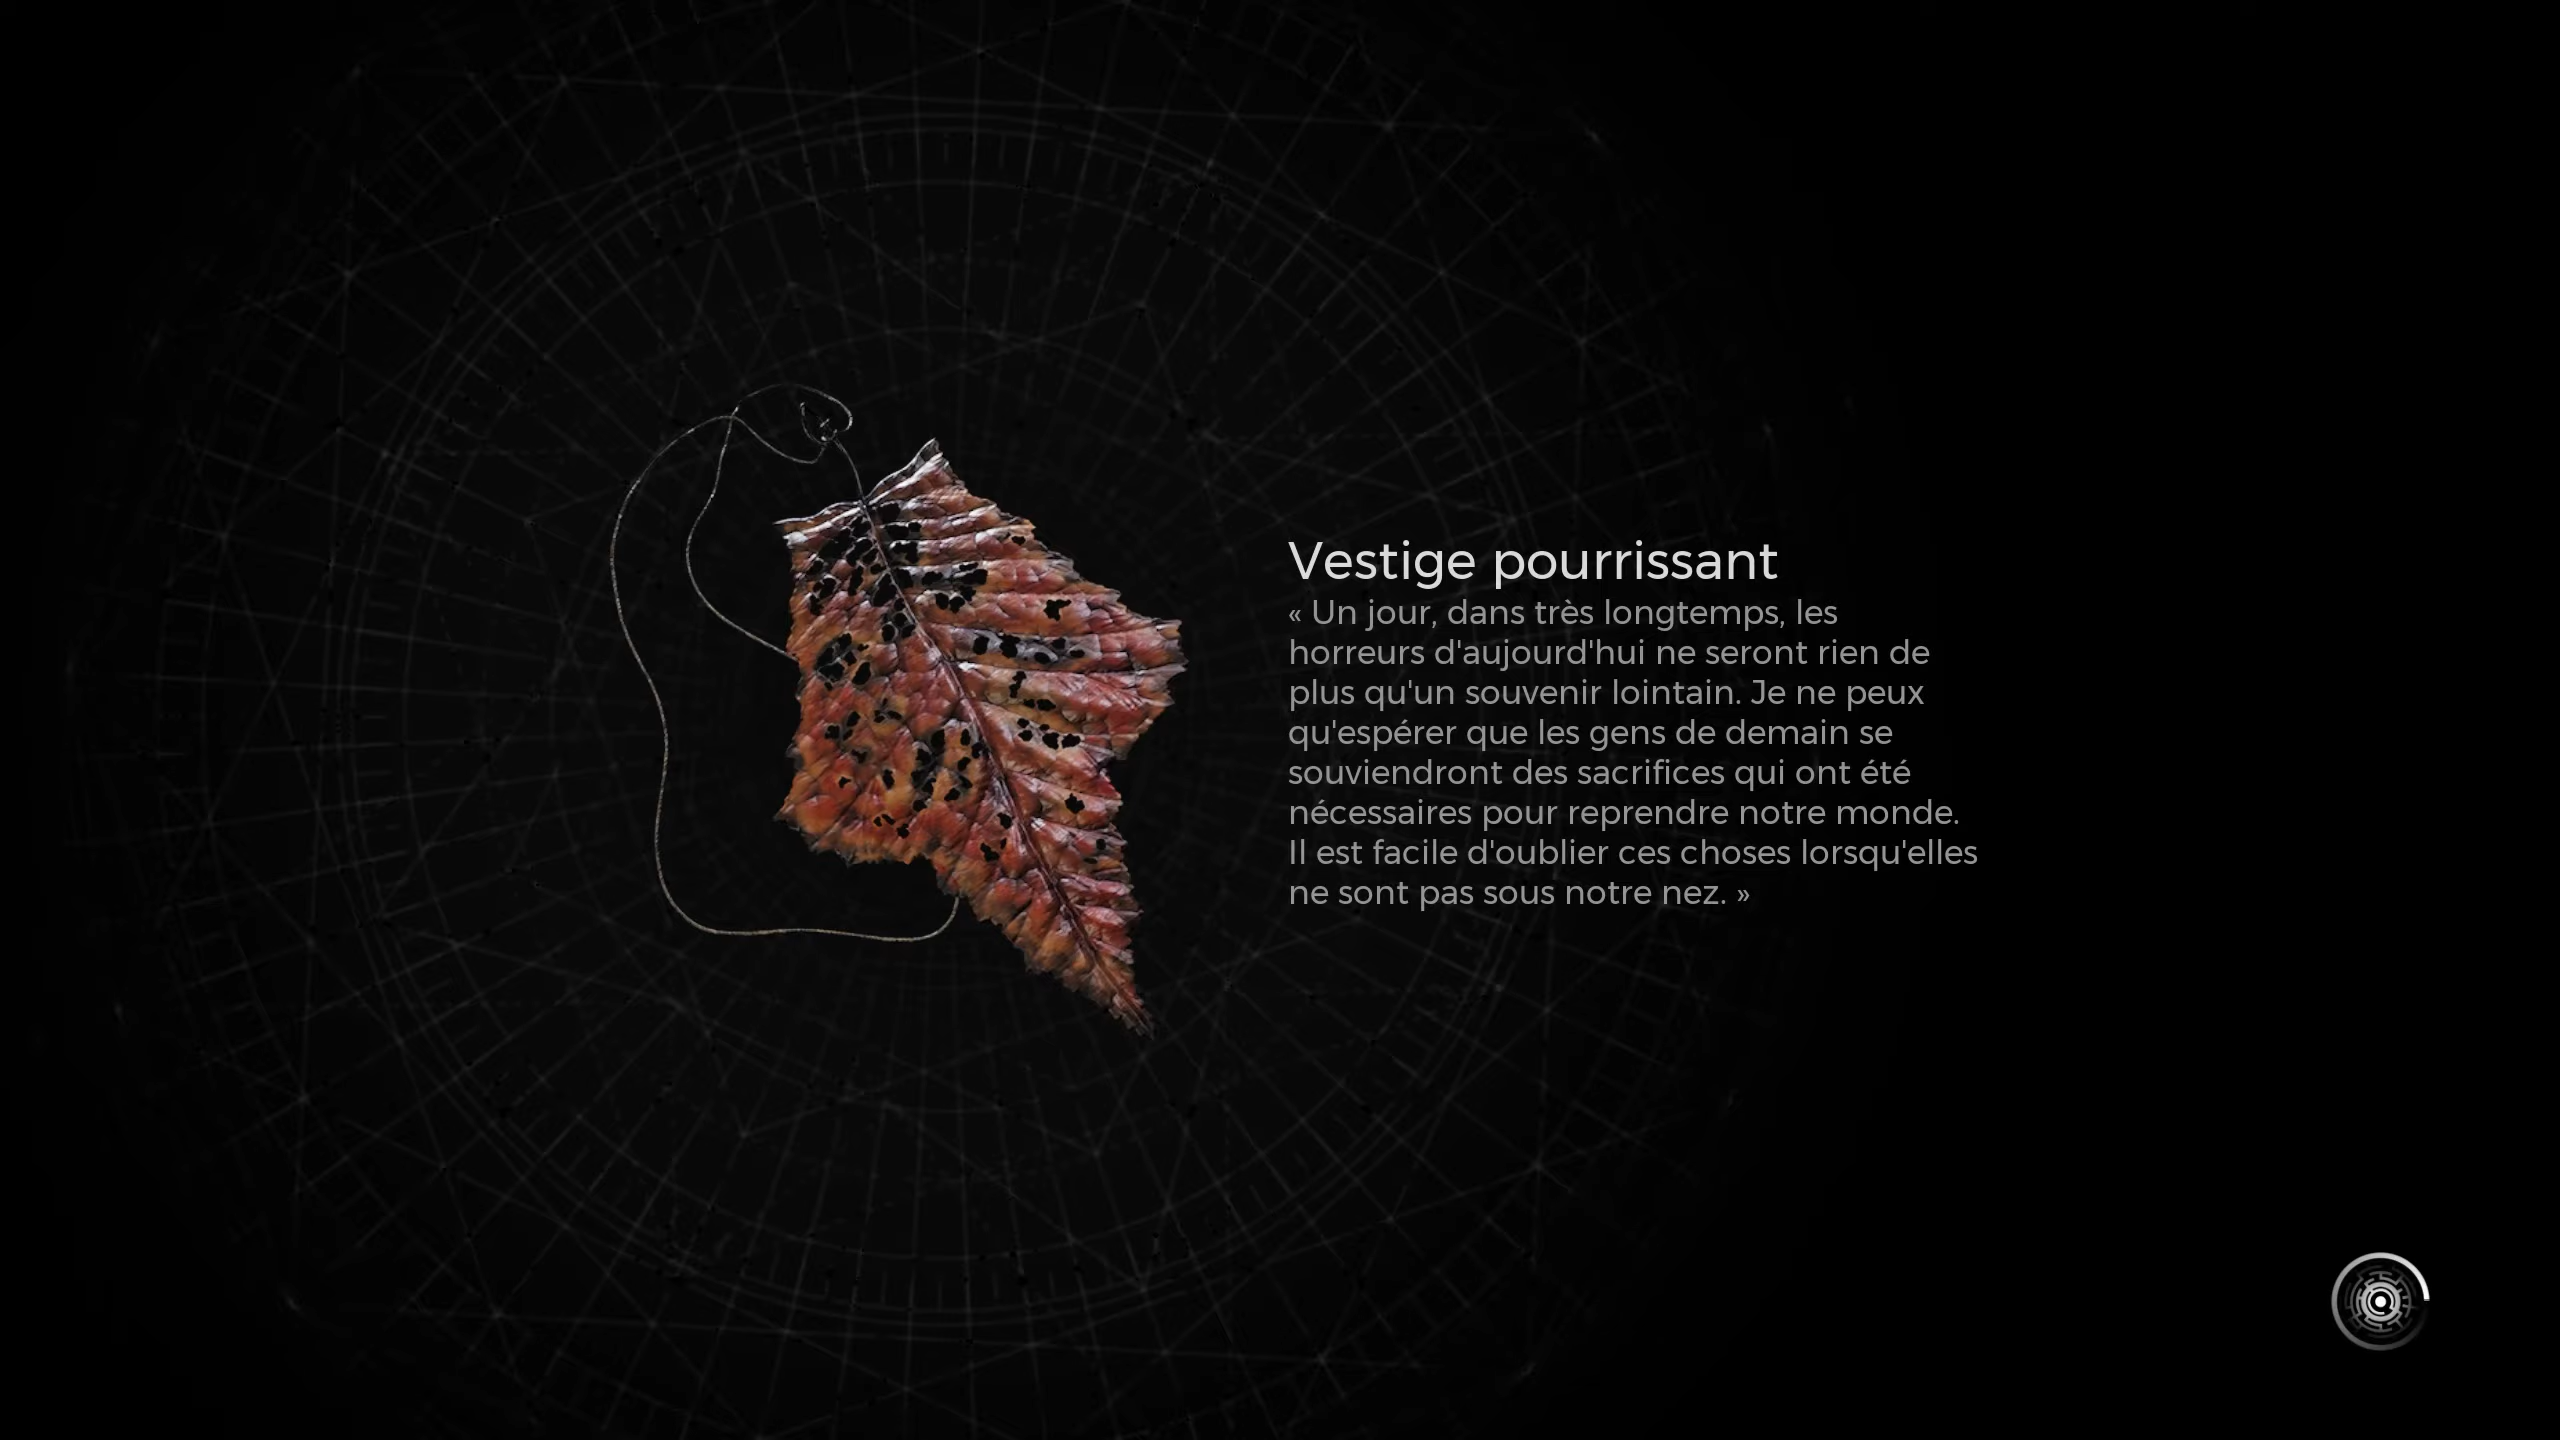 Vestige pourrissant
« Un jour, dans très longtemps, les
horreurs d'aujourd'hui ne seront rien de
plus qu'un souvenir lointain. Je ne peux
qu'espérer que les gens de demain se
souviendront des sacrifices qui ont été
nécessaires pour reprendre notre monde.
Il est facile d'oublier ces choses lorsqu'elles
ne sont pas sous notre nez. »